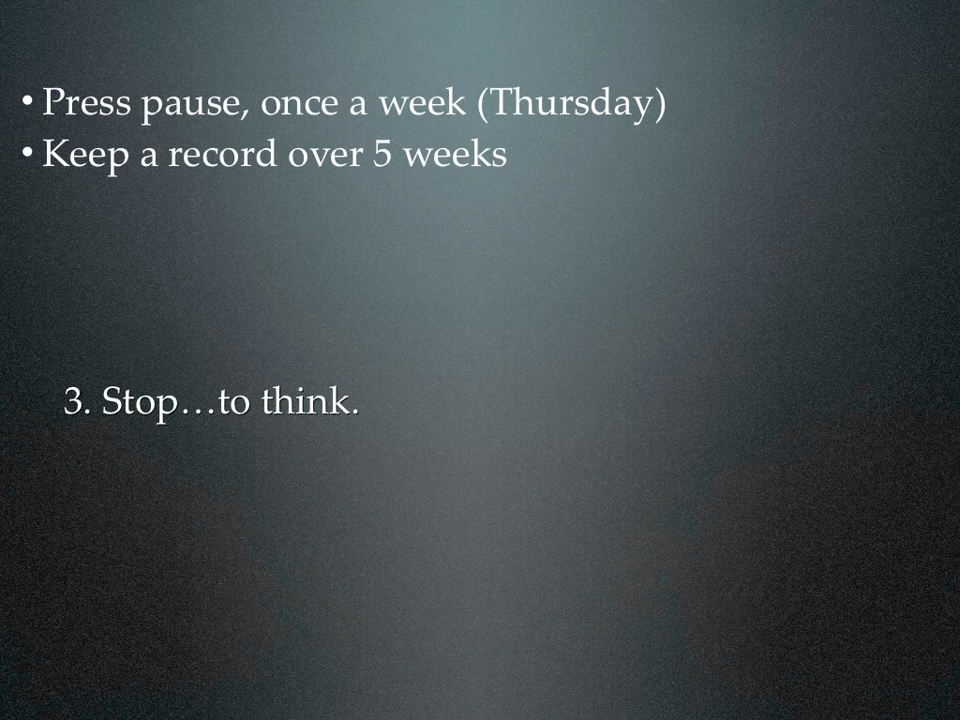 • Press pause, once a week (Thursday)
• Keep a record over 5 weeks
3. Stop…to think.